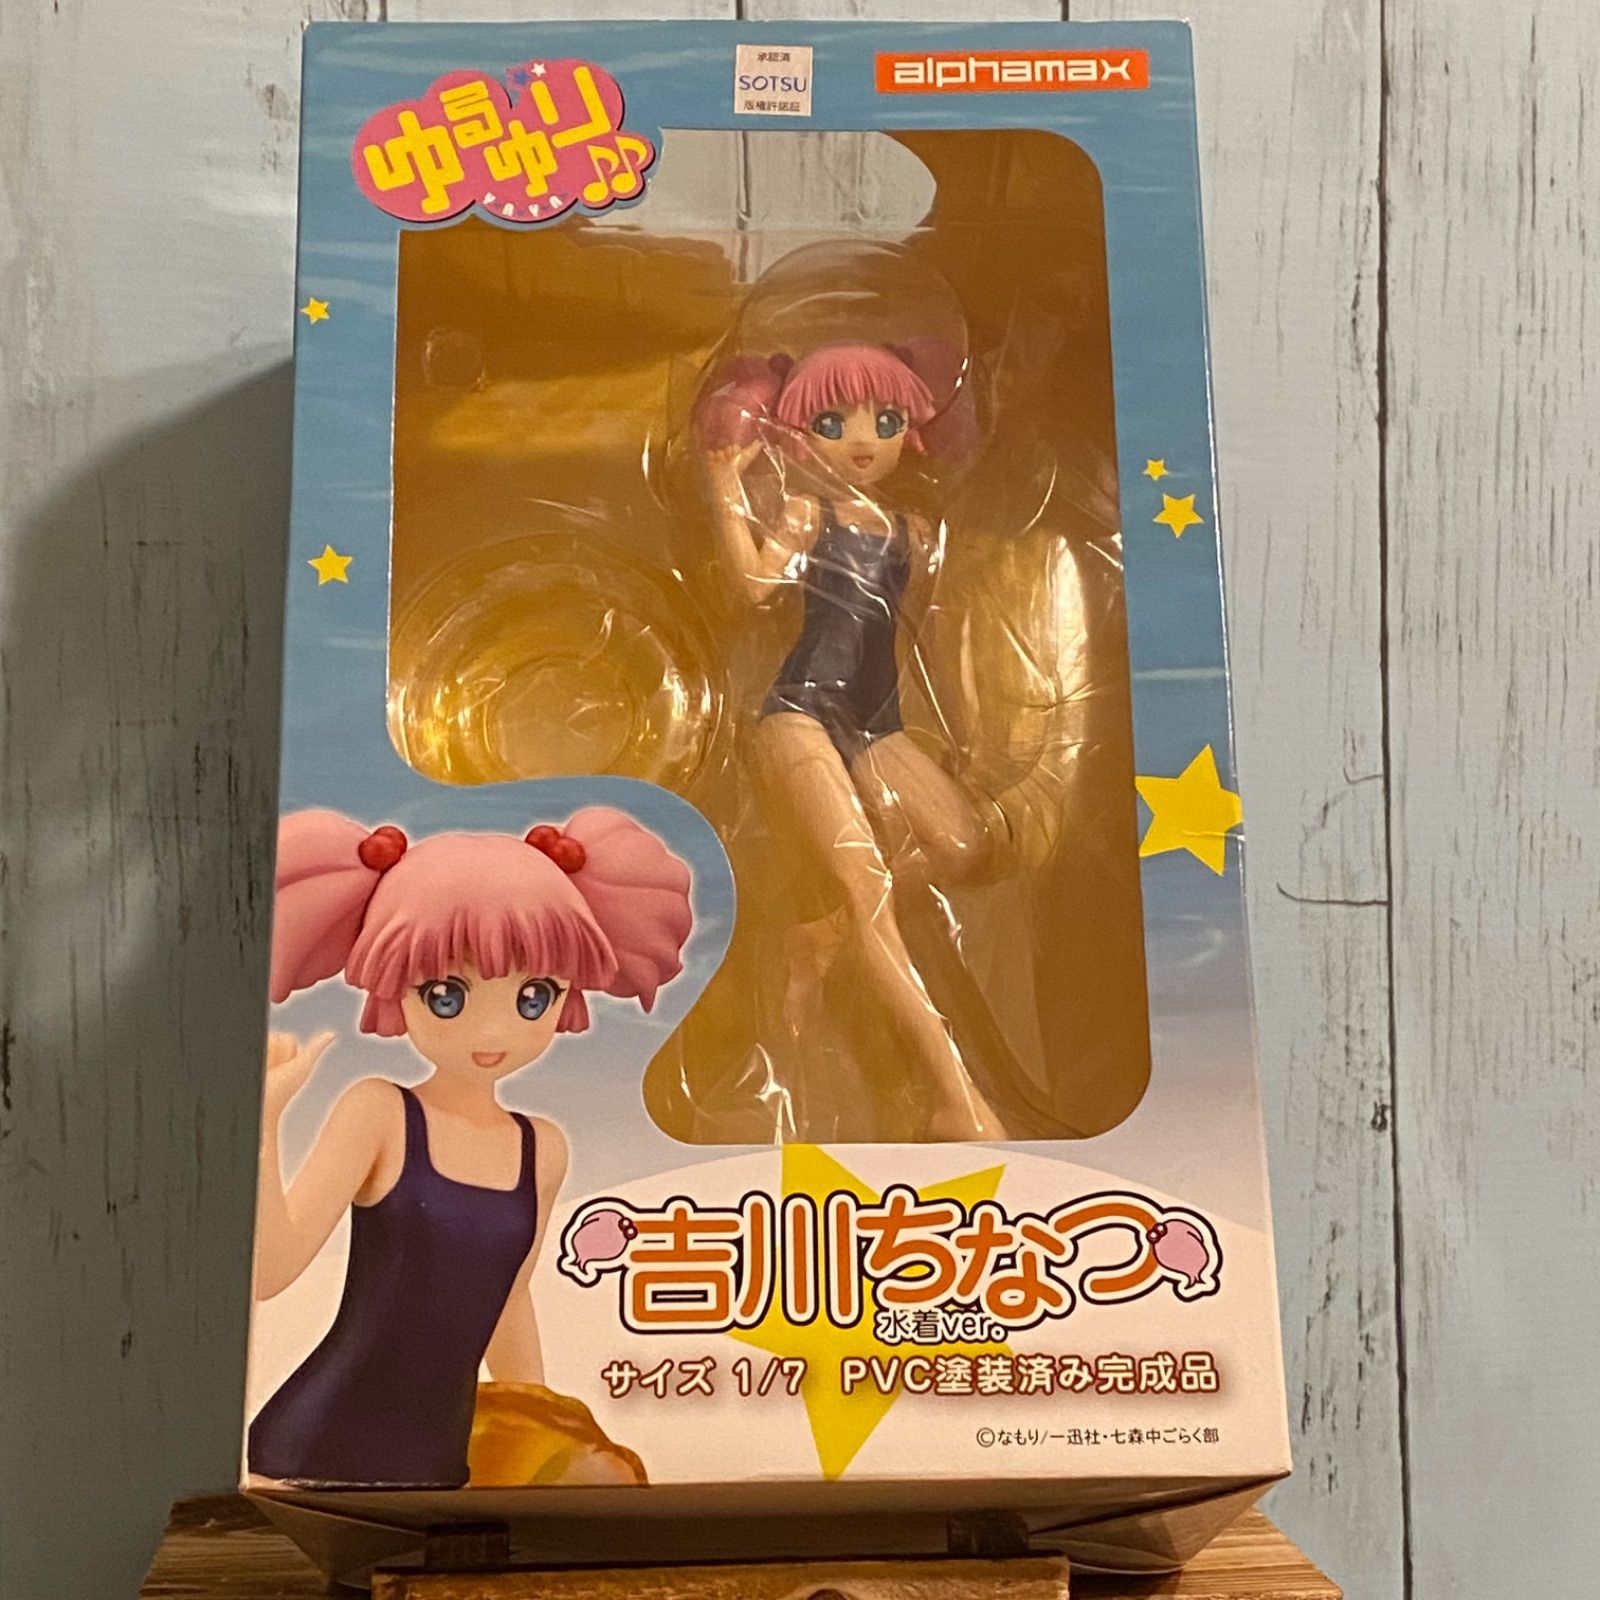 承認済
SOTSU
版権許諾証
alphamax
ゆるゆり♪♪
吉川ちなつ
水着ver.
サイズ 1/7 PVC塗装済み完成品
©なもり/一迅社・七森中ごらく部